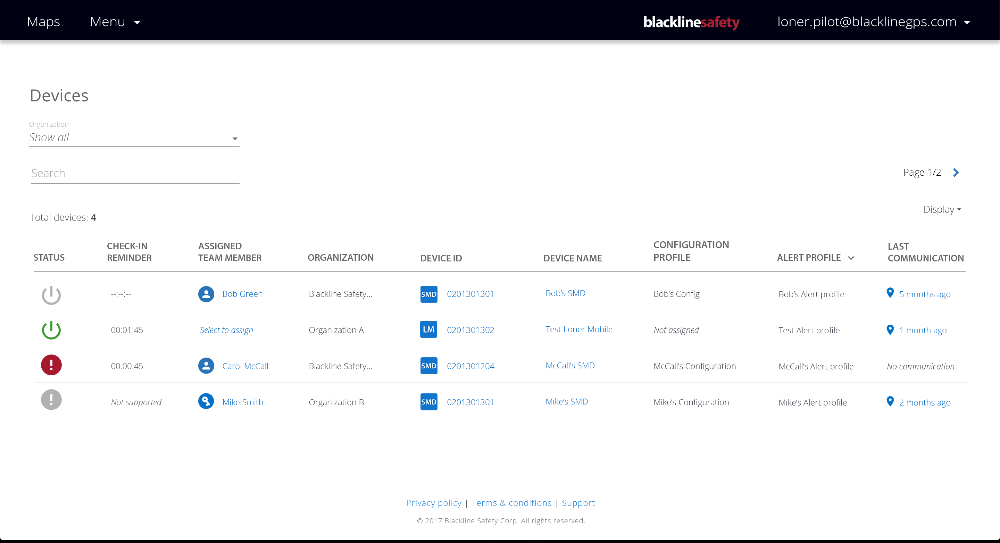 Maps Menu blacklinesafety loner.pilot@blacklinegps.com
Devices
Organization
Show all
Search
Page 1/2
Display
Total devices: 4
STATUS CHECK-IN REMINDER ASSIGNED TEAM MEMBER ORGANIZATION DEVICE ID DEVICE NAME CONFIGURATION PROFILE ALERT PROFILE LAST COMMUNICATION
--:--:-- Bob Green Blackline Safety... SMD 0201301301 Bob’s SMD Bob’s Config Bob’s Alert profile 5 months ago
00:01:45 Select to assign Organization A LM 0201301302 Test Loner Mobile Not assigned Test Alert profile 1 month ago
! 00:00:45 Carol McCall Blackline Safety... SMD 0201301204 McCall’s SMD McCall’s Configuration McCall’s Alert profile No communication
! Not supported Mike Smith Organization B SMD 0201301301 Mike’s SMD Mike’s Configuration Mike’s Alert profile 2 months ago
Privacy policy | Terms & conditions | Support
© 2017 Blackline Safety Corp. All rights reserved.